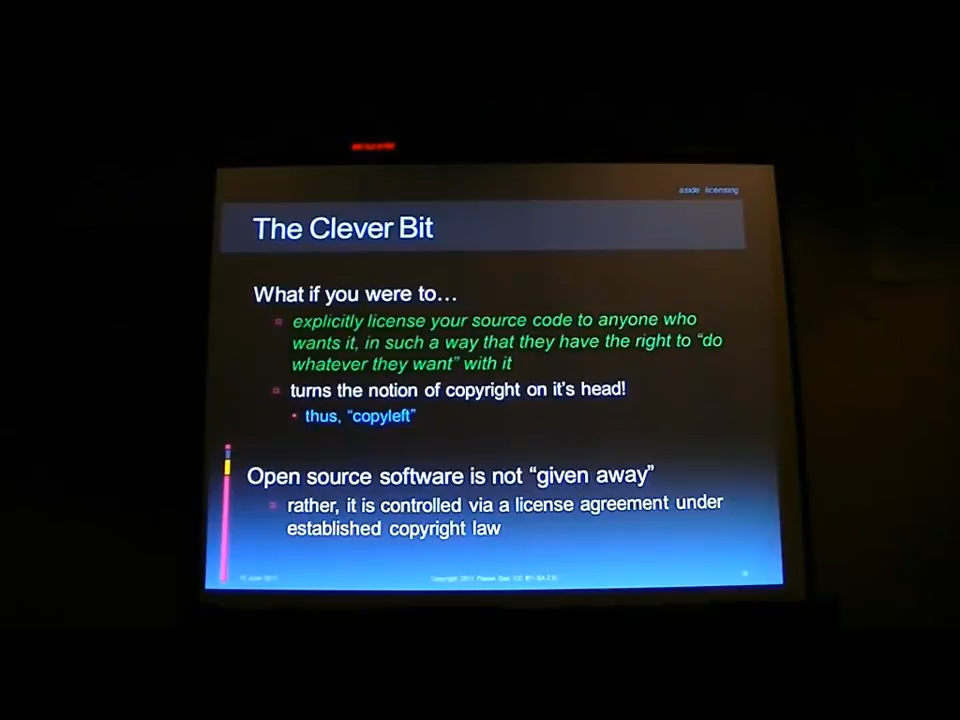 aside licensing
The Clever Bit
What if you were to…
explicitly license your source code to anyone who
wants it, in such a way that they have the right to “do
whatever they want” with it
turns the notion of copyright on it's head!
thus, “copyleft”
Open source software is not “given away”
rather, it is controlled via a license agreement under
established copyright law